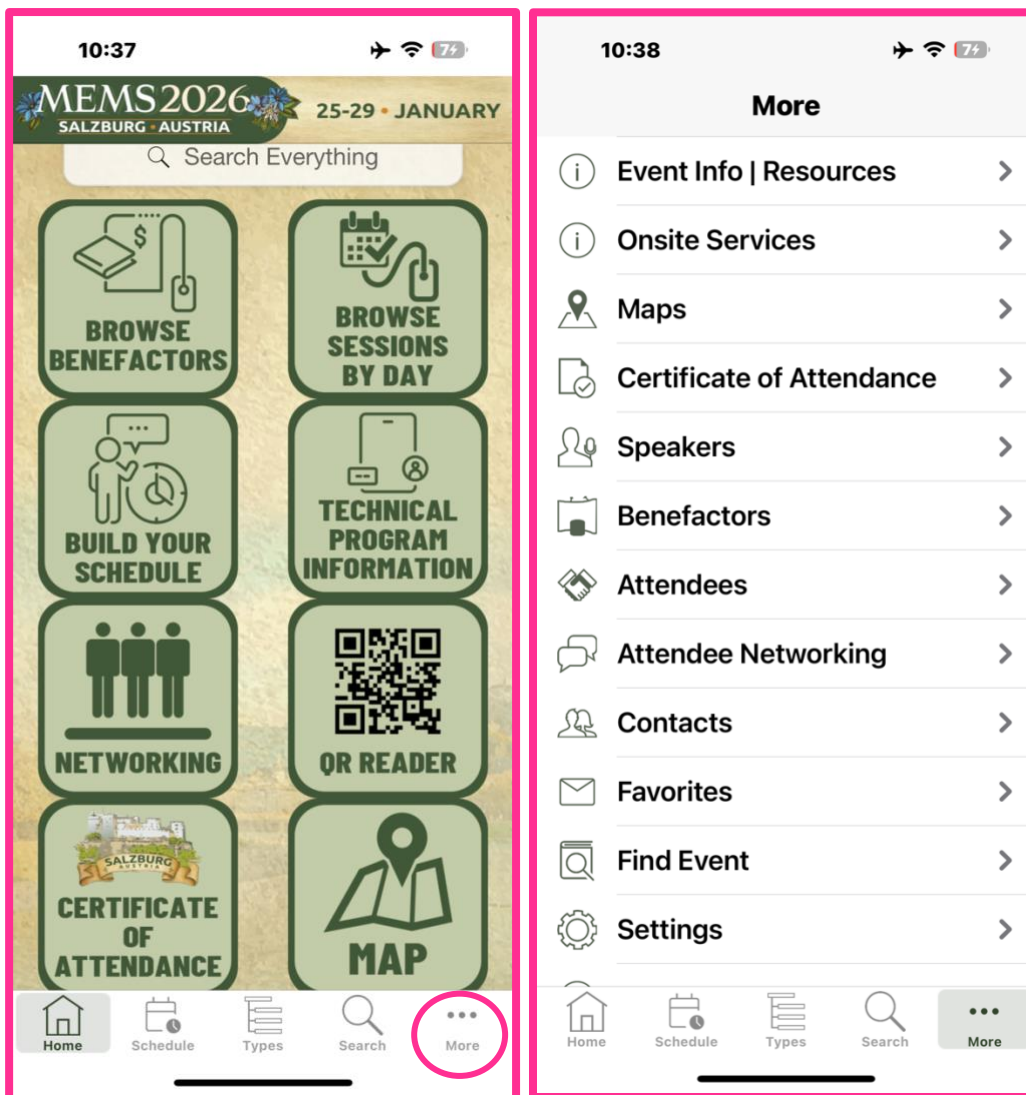 10:37
74
MEMS 2026
SALZBURG • AUSTRIA
25-29 • JANUARY
Search Everything
$
BROWSE
BENEFACTORS
BROWSE
SESSIONS
BY DAY
BUILD YOUR
SCHEDULE
TECHNICAL
PROGRAM
INFORMATION
NETWORKING
QR READER
SALZBURG
AUSTRIA
CERTIFICATE
OF
ATTENDANCE
MAP
Home
Schedule
Types
Search
More
10:38
More
Event Info | Resources
Onsite Services
Maps
Certificate of Attendance
Speakers
Benefactors
Attendees
Attendee Networking
Contacts
Favorites
Find Event
Settings
Home
Schedule
Types
Search
More